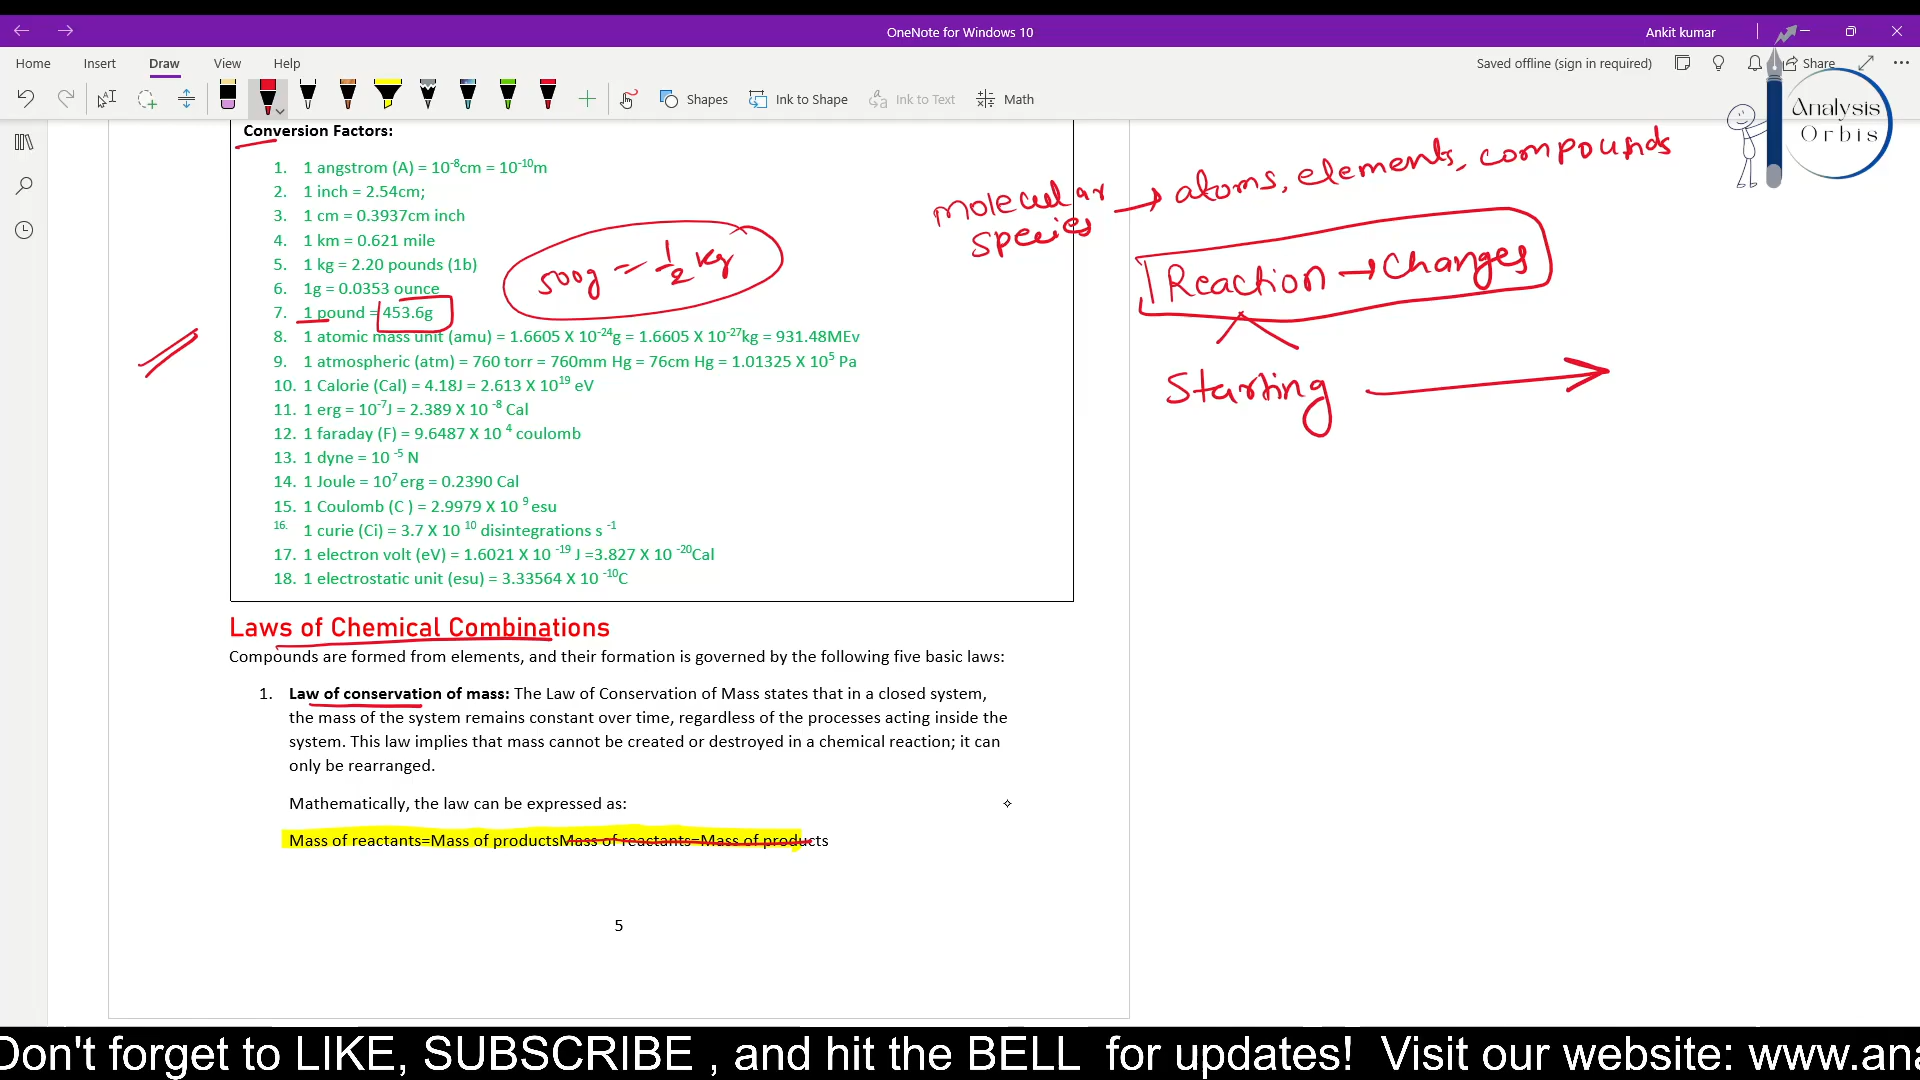 OneNote for Windows 10
Ankit kumar
Home Insert Draw View Help
Saved offline (sign in required)
Share
Shapes
Ink to Shape
Ink to Text
Math
Analysis
Orbis
Conversion Factors:
1. 1 angstrom (A) = 10⁻⁸cm = 10⁻¹⁰m
2. 1 inch = 2.54cm;
3. 1 cm = 0.3937cm inch
4. 1 km = 0.621 mile
5. 1 kg = 2.20 pounds (1b)
6. 1g = 0.0353 ounce
7. 1 pound = 453.6g
8. 1 atomic mass unit (amu) = 1.6605 X 10⁻²⁴g = 1.6605 X 10⁻²⁷kg = 931.48MEv
9. 1 atmospheric (atm) = 760 torr = 760mm Hg = 76cm Hg = 1.01325 X 10⁵ Pa
10. 1 Calorie (Cal) = 4.18J = 2.613 X 10¹⁹ eV
11. 1 erg = 10⁻⁷J = 2.389 X 10 ⁻⁸ Cal
12. 1 faraday (F) = 9.6487 X 10 ⁴ coulomb
13. 1 dyne = 10 ⁻⁵ N
14. 1 Joule = 10⁷ erg = 0.2390 Cal
15. 1 Coulomb (C ) = 2.9979 X 10 ⁹ esu
16. 1 curie (Ci) = 3.7 X 10 ¹⁰ disintegrations s ⁻¹
17. 1 electron volt (eV) = 1.6021 X 10 ⁻¹⁹ J =3.827 X 10 ⁻²⁰Cal
18. 1 electrostatic unit (esu) = 3.33564 X 10 ⁻¹⁰C
500g = 1/2 kg
molecular
species → atoms, elements, compounds
Reaction → Changes
Starting
Laws of Chemical Combinations
Compounds are formed from elements, and their formation is governed by the following five basic laws:
1. Law of conservation of mass: The Law of Conservation of Mass states that in a closed system,
the mass of the system remains constant over time, regardless of the processes acting inside the
system. This law implies that mass cannot be created or destroyed in a chemical reaction; it can
only be rearranged.
Mathematically, the law can be expressed as:
Mass of reactants=Mass of productsMass of reactants=Mass of products
5
Don't forget to LIKE, SUBSCRIBE , and hit the BELL for updates! Visit our website: www.ana